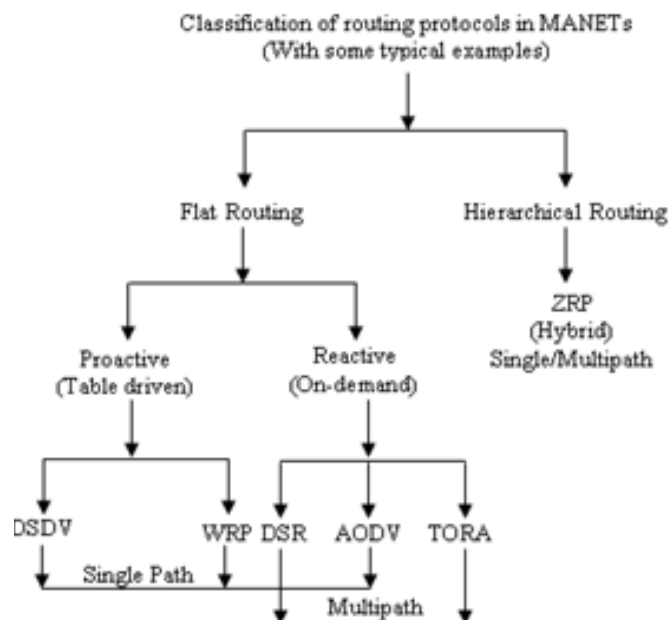 Classification of routing protocols in MANETs
(With some typical examples)
Flat Routing
Hierarchical Routing
ZRP
(Hybrid)
Single/Multipath
Proactive
(Table driven)
Reactive
(On-demand)
DSDV
WRP
DSR
AODV
TORA
Single Path
Multipath